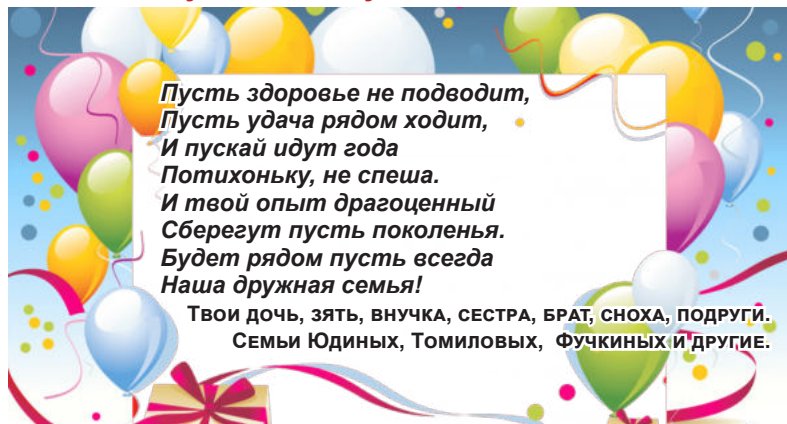 Пусть здоровье не подводит,
Пусть удача рядом ходит,
И пускай идут года
Потихоньку, не спеша.
И твой опыт драгоценный
Сберегут пусть поколенья.
Будет рядом пусть всегда
Наша дружная семья!
Твои дочь, зять, внучка, сестра, брат, сноха, подруги.
Семьи Юдиных, Томиловых, Фучкиных и другие.